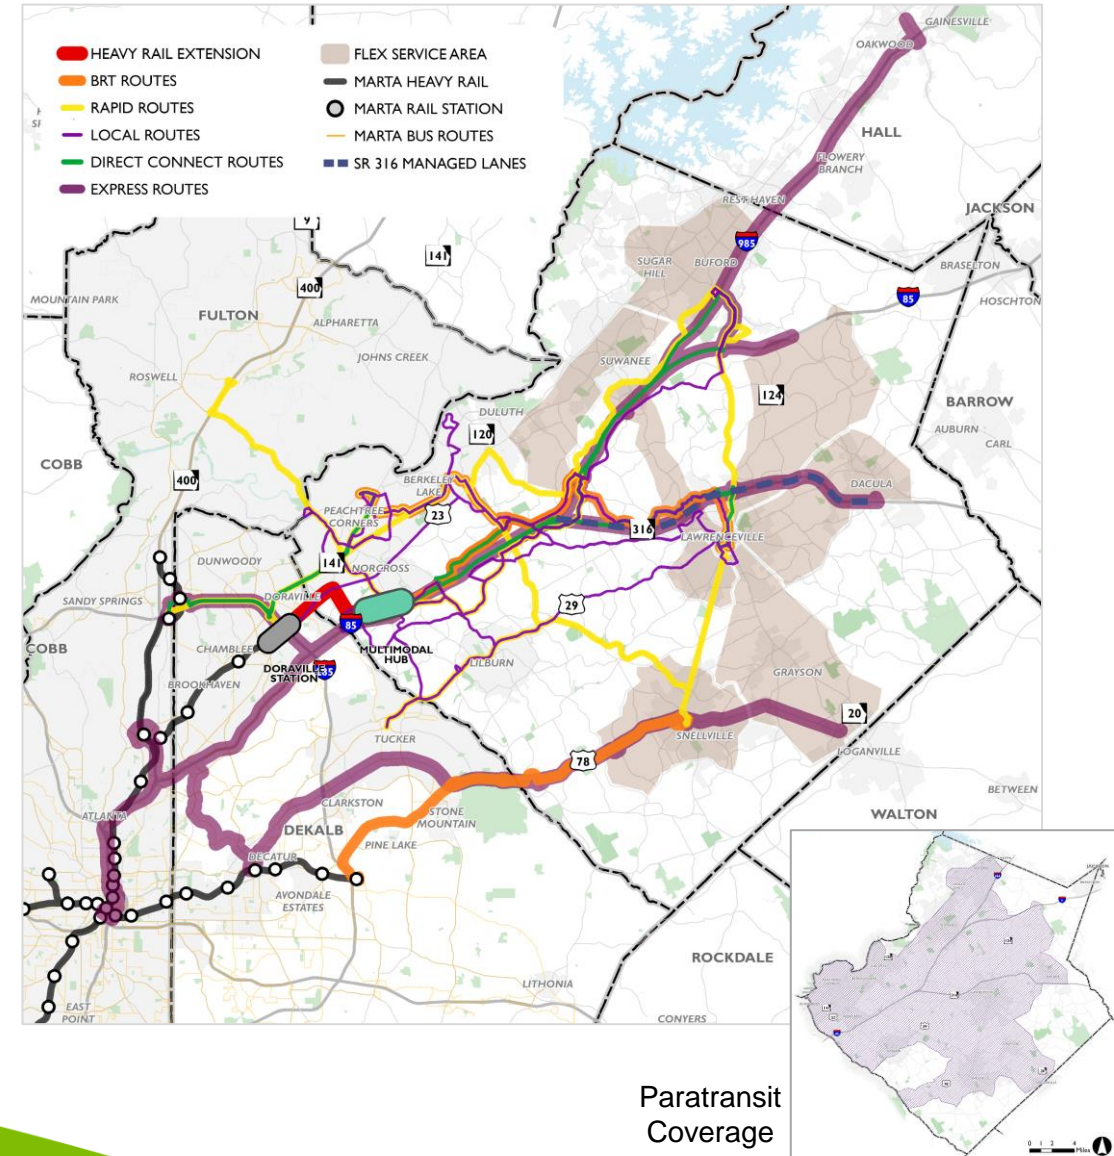 HEAVY RAIL EXTENSION
BRT ROUTES
RAPID ROUTES
LOCAL ROUTES
DIRECT CONNECT ROUTES
EXPRESS ROUTES
FLEX SERVICE AREA
MARTA HEAVY RAIL
MARTA RAIL STATION
MARTA BUS ROUTES
SR 316 MANAGED LANES
GAINESVILLE
OAKWOOD
HALL
FLOWERY
BRANCH
REST HAVEN
JACKSON
9
141
985
BRASELTON
SUGAR
HILL
BUFORD
400
85
HOSCHTON
MOUNTAIN PARK
FULTON
ALPHARETTA
JOHNS CREEK
SUWANEE
ROSWELL
124
DULUTH
BARROW
120
AUBURN
CARL
COBB
400
BERKELEY
LAKE
DACULA
PEACHTREE
CORNERS
23
316
LAWRENCEVILLE
DUNWOODY
141
NORCROSS
SANDY SPRINGS
DORAVILLE
29
85
COBB
CHAMBLEE
MULTIMODAL
HUB
LILBURN
DORAVILLE
STATION
GRAYSON
BROOKHAVEN
20
TUCKER
SNELLVILLE
LOGANVILLE
78
BETWEEN
CLARKSTON
STONE
MOUNTAIN
WALTON
ATLANTA
DEKALB
PINE LAKE
DECATUR
AVONDALE
ESTATES
ROCKDALE
LITHONIA
EAST
POINT
CONYERS
Paratransit
Coverage
Miles